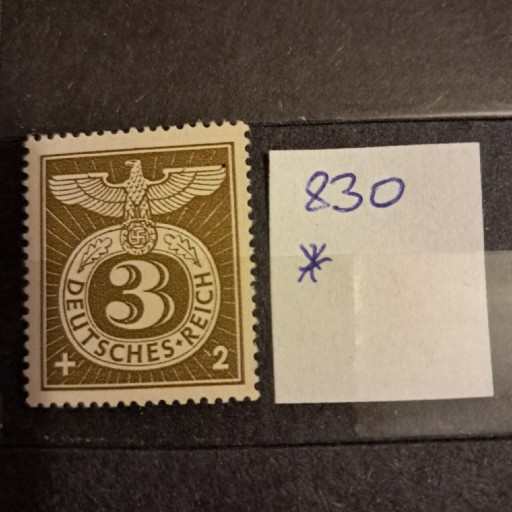 3
DEUTSCHES REICH
+ 2
830
*